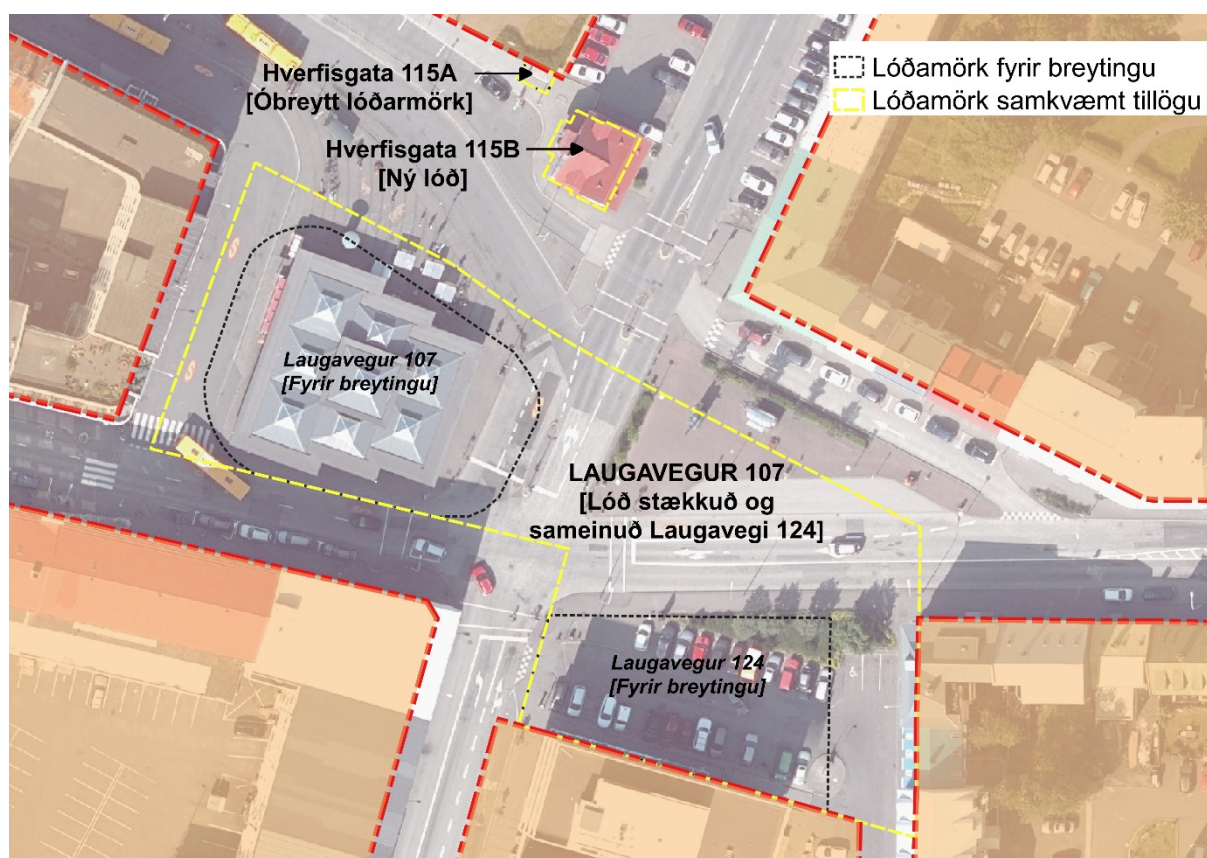 Hverfisgata 115A
[Óbreytt lóðarmörk]
Hverfisgata 115B
[Ný lóð]
Lóðamörk fyrir breytingu
Lóðamörk samkvæmt tillögu
Laugavegur 107
[Fyrir breytingu]
LAUGAVEGUR 107
[Lóð stækkuð og
sameinuð Laugavegi 124]
Laugavegur 124
[Fyrir breytingu]